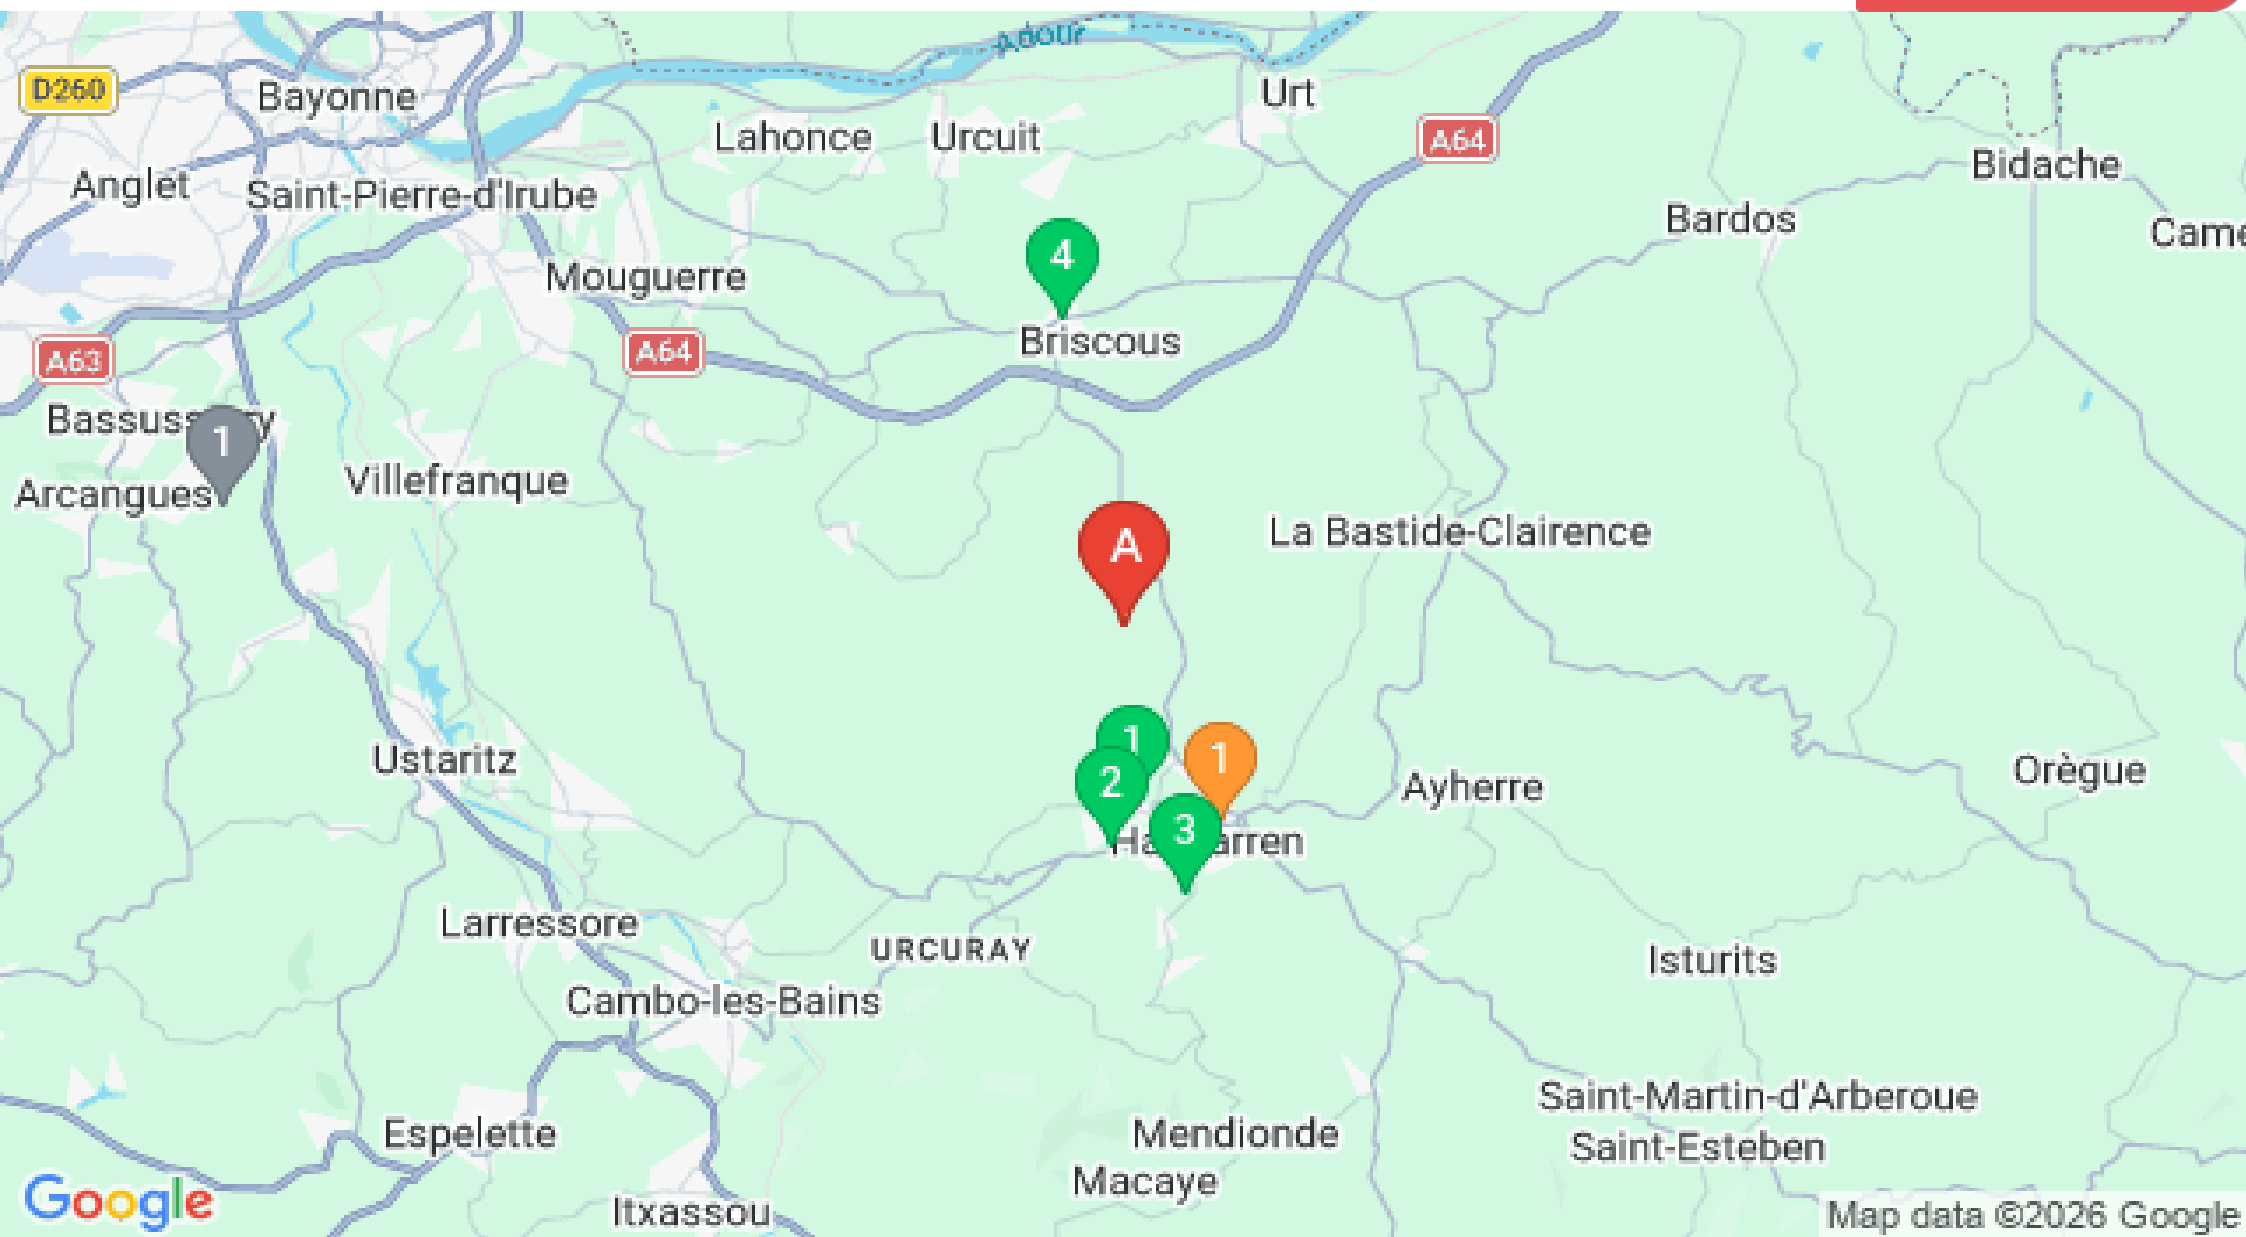 Adour
D260
Bayonne
Urt
Lahonce
Urcuit
A64
Bidache
Anglet
Saint-Pierre-d'Irube
Bardos
Came
4
Mouguerre
Briscous
A63
A64
1
Arcangues
Villefranque
A
La Bastide-Clairence
1
1
2
Ustaritz
Orègue
Ayherre
3
Larressore
URCURAY
Isturits
Cambo-les-Bains
Saint-Martin-d'Arberoue
Espelette
Mendionde
Saint-Esteben
Macaye
Google
Itxassou
Map data ©2026 Google